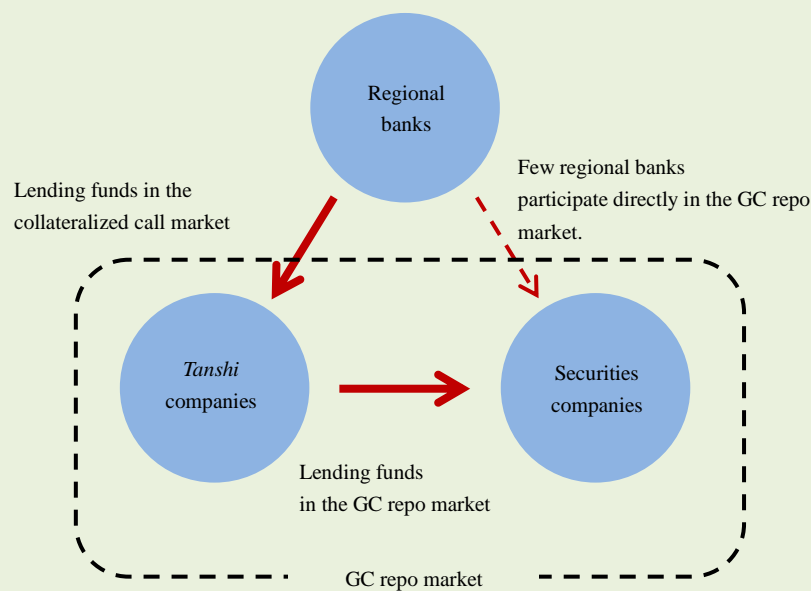 Regional
banks
Lending funds in the
collateralized call market
Few regional banks
participate directly in the GC repo
market.
Tanshi
companies
Securities
companies
Lending funds
in the GC repo market
GC repo market